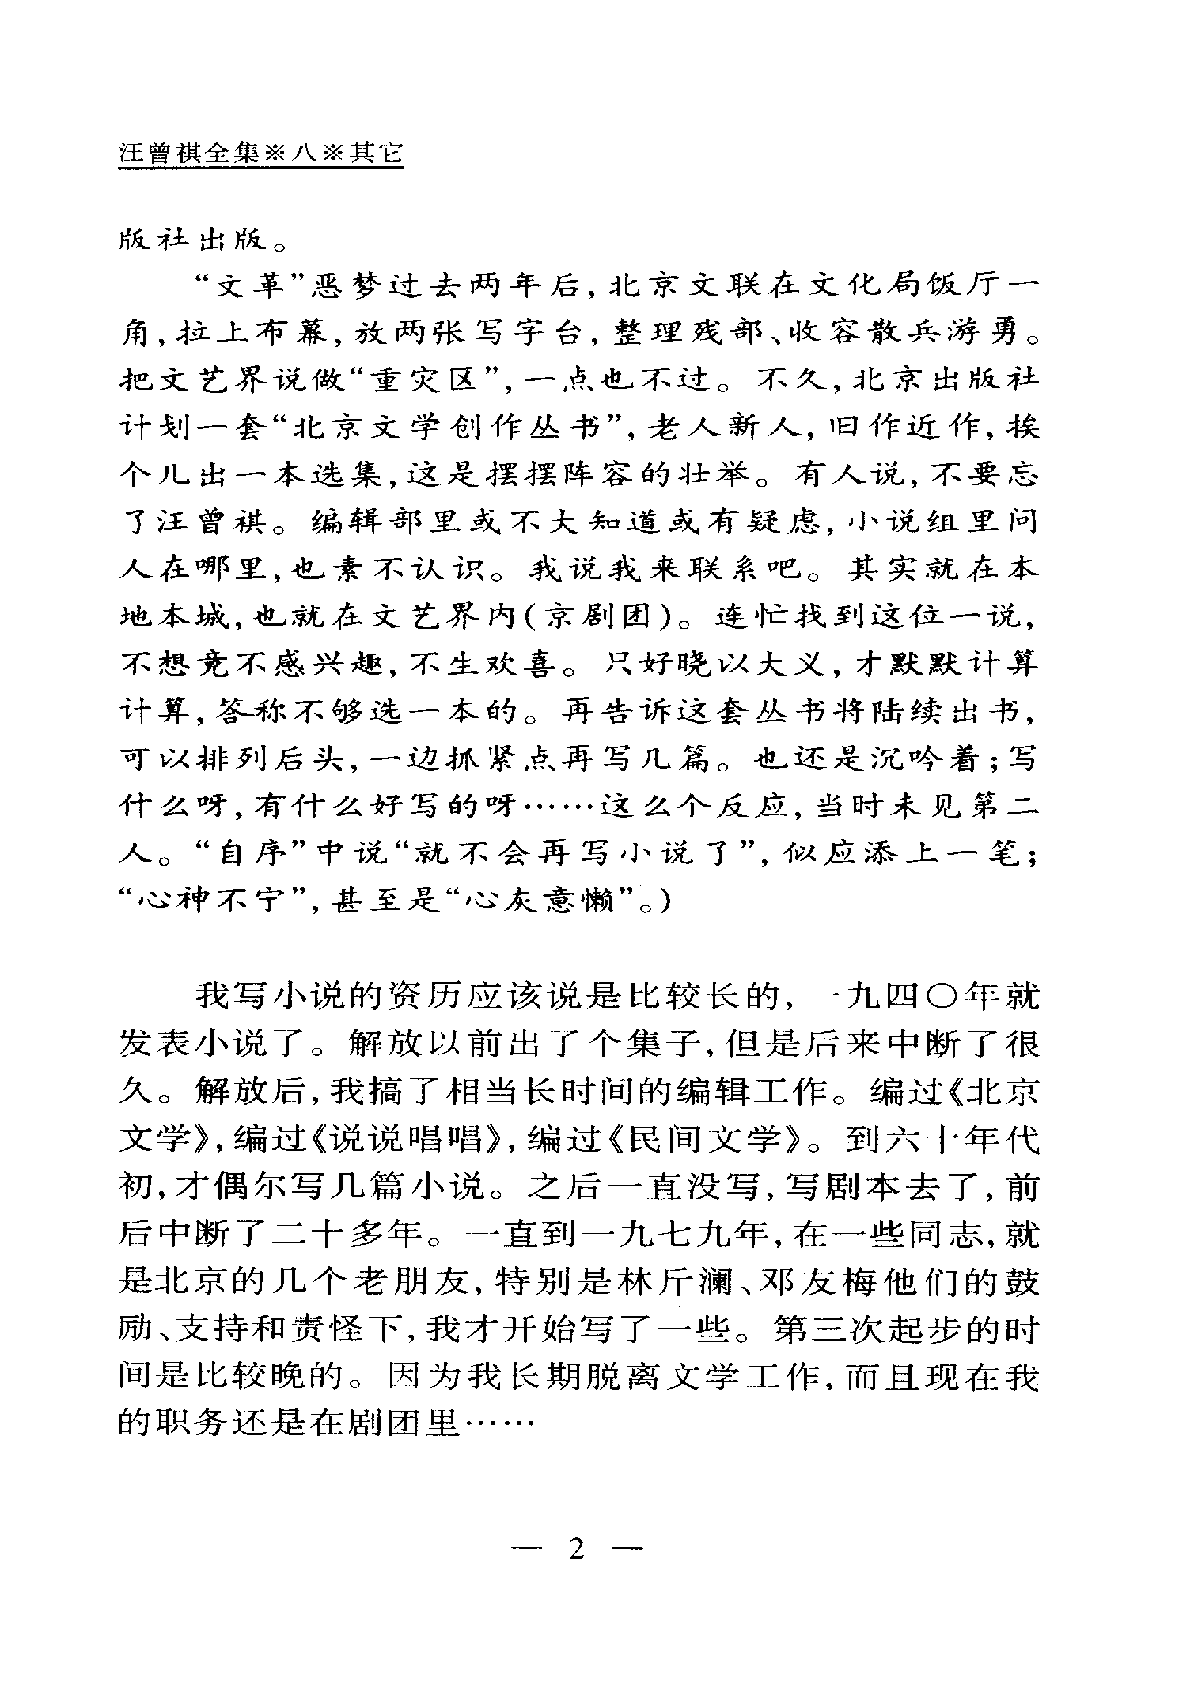 汪曾祺全集※八※其它
版社出版。
“文革”恶梦过去两年后,北京文联在文化局饭厅一
角,拉上布幕,放两张写字台,整理残部、收容散兵游勇。
把文艺界说做“重灾区”,一点也不过。不久,北京出版社
计划一套“北京文学创作丛书”,老人新人,旧作近作,挨
个儿出一本选集,这是摆摆阵容的壮举。有人说,不要忘
了汪曾祺。编辑部里或不大知道或有疑虑,小说组里问
人在哪里,也素不认识。我说我来联系吧。其实就在本
地本城,也就在文艺界内(京剧团)。连忙找到这位一说,
不想竟不感兴趣,不生欢喜。只好晓以大义,才默默计算
计算,答称不够选一本的。再告诉这套丛书将陆续出书,
可以排列后头,一边抓紧点再写几篇。也还是沉吟着;写
什么呀,有什么好写的呀……这么个反应,当时未见第二
人。“自序”中说“就不会再写小说了”,似应添上一笔;
“心神不宁”,甚至是“心灰意懒”。)
我写小说的资历应该说是比较长的,一九四〇年就
发表小说了。解放以前出了个集子,但是后来中断了很
久。解放后,我搞了相当长时间的编辑工作。编过《北京
文学》,编过《说说唱唱》,编过《民间文学》。到六十年代
初,才偶尔写几篇小说。之后一直没写,写剧本去了,前
后中断了二十多年。一直到一九七九年,在一些同志,就
是北京的几个老朋友,特别是林斤澜、邓友梅他们的鼓
励、支持和责怪下,我才开始写了一些。第三次起步的时
间是比较晚的。因为我长期脱离文学工作,而且现在我
的职务还是在剧团里……
— 2 —